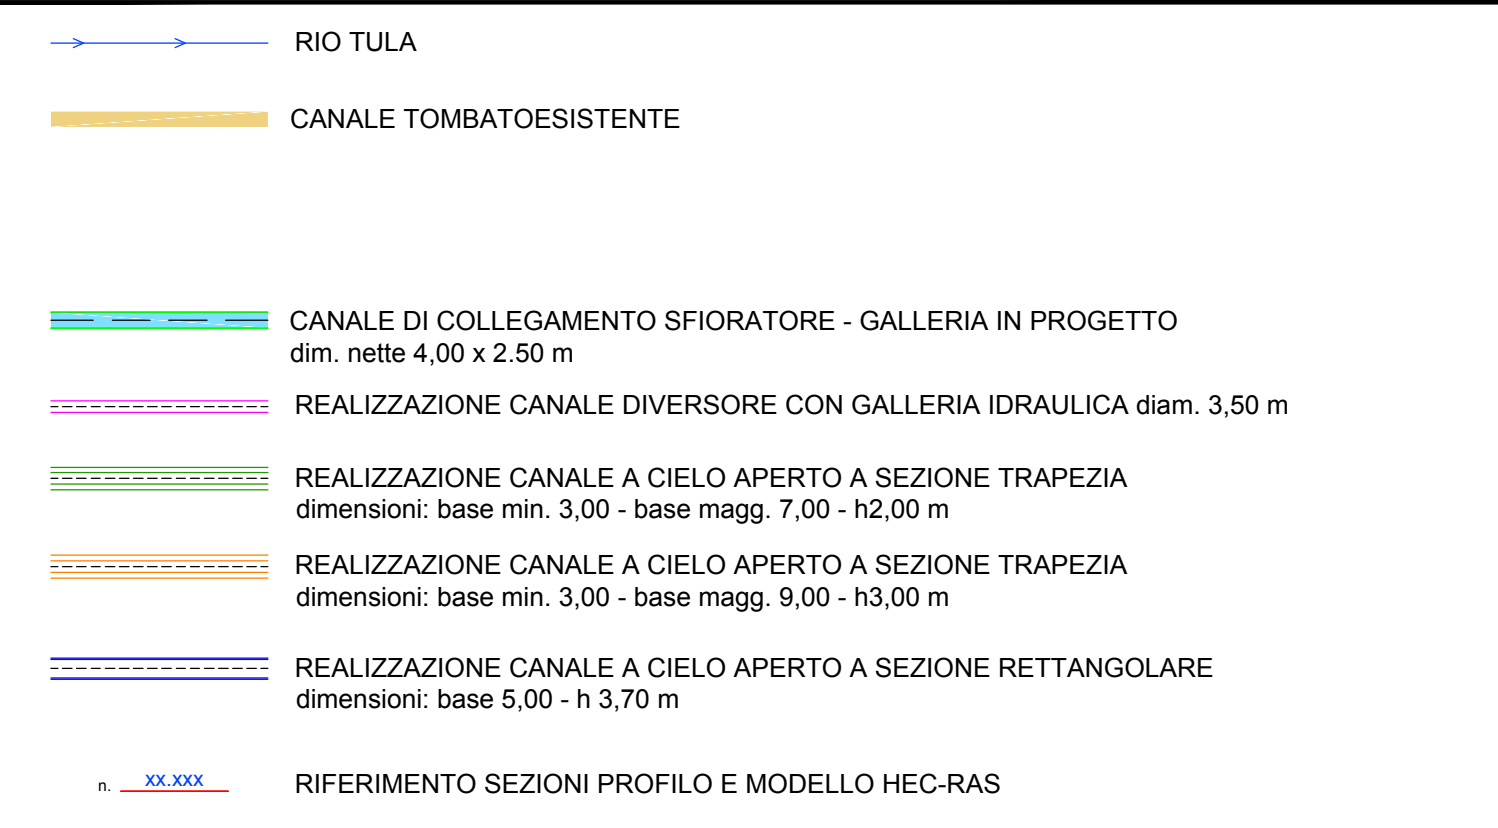 RIO TULA
CANALE TOMBATOESISTENTE
CANALE DI COLLEGAMENTO SFIORATORE - GALLERIA IN PROGETTO
dim. nette 4,00 x 2.50 m
REALIZZAZIONE CANALE DIVERSORE CON GALLERIA IDRAULICA diam. 3,50 m
REALIZZAZIONE CANALE A CIELO APERTO A SEZIONE TRAPEZIA
dimensioni: base min. 3,00 - base magg. 7,00 - h2,00 m
REALIZZAZIONE CANALE A CIELO APERTO A SEZIONE TRAPEZIA
dimensioni: base min. 3,00 - base magg. 9,00 - h3,00 m
REALIZZAZIONE CANALE A CIELO APERTO A SEZIONE RETTANGOLARE
dimensioni: base 5,00 - h 3,70 m
n. XX.XXX RIFERIMENTO SEZIONI PROFILO E MODELLO HEC-RAS